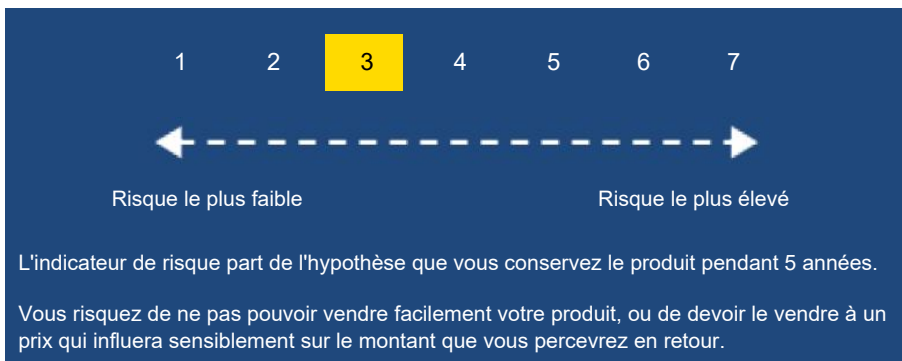 1 2 3 4 5 6 7
Risque le plus faible Risque le plus élevé
L'indicateur de risque part de l'hypothèse que vous conservez le produit pendant 5 années.
Vous risquez de ne pas pouvoir vendre facilement votre produit, ou de devoir le vendre à un
prix qui influera sensiblement sur le montant que vous percevrez en retour.